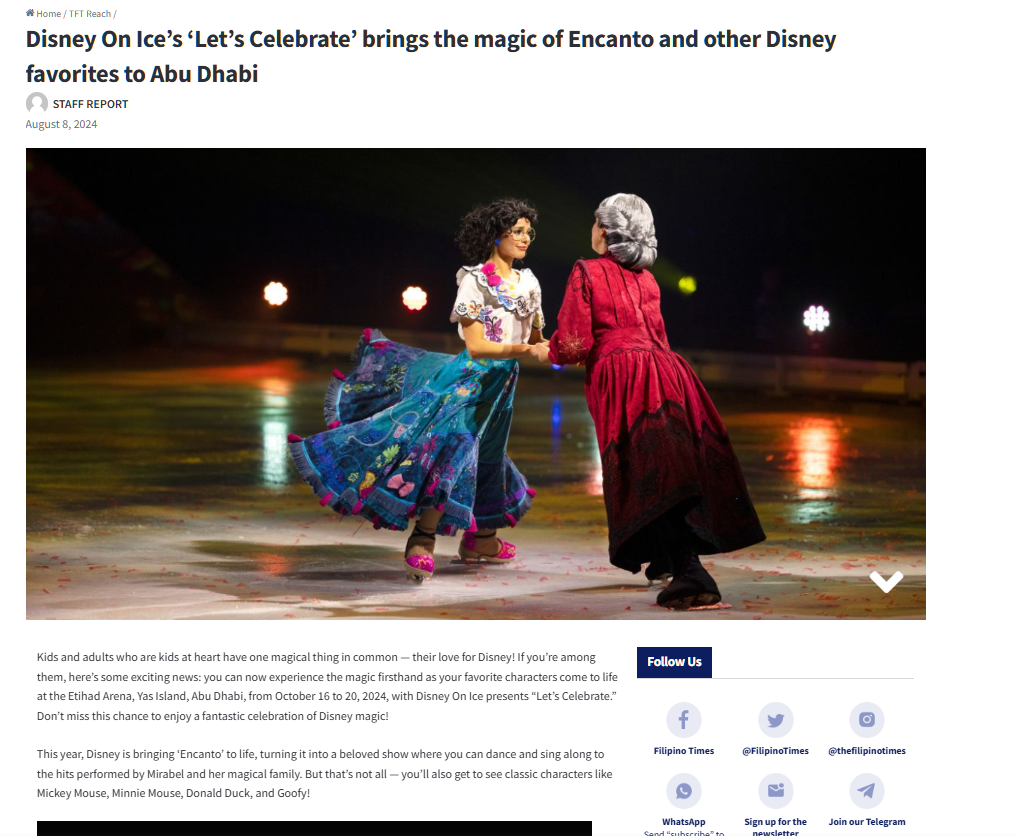 Home / TFT Reach /
Disney On Ice’s ‘Let’s Celebrate’ brings the magic of Encanto and other Disney
favorites to Abu Dhabi
STAFF REPORT
August 8, 2024
Kids and adults who are kids at heart have one magical thing in common — their love for Disney! If you’re among
them, here’s some exciting news: you can now experience the magic firsthand as your favorite characters come to life
at the Etihad Arena, Yas Island, Abu Dhabi, from October 16 to 20, 2024, with Disney On Ice presents “Let’s Celebrate.”
Don’t miss this chance to enjoy a fantastic celebration of Disney magic!
This year, Disney is bringing ‘Encanto’ to life, turning it into a beloved show where you can dance and sing along to
the hits performed by Mirabel and her magical family. But that’s not all — you’ll also get to see classic characters like
Mickey Mouse, Minnie Mouse, Donald Duck, and Goofy!
Follow Us
Filipino Times
@FilipinoTimes
@thefilipinotimes
WhatsApp
Send “subscribe” to
Sign up for the
newsletter
Join our Telegram